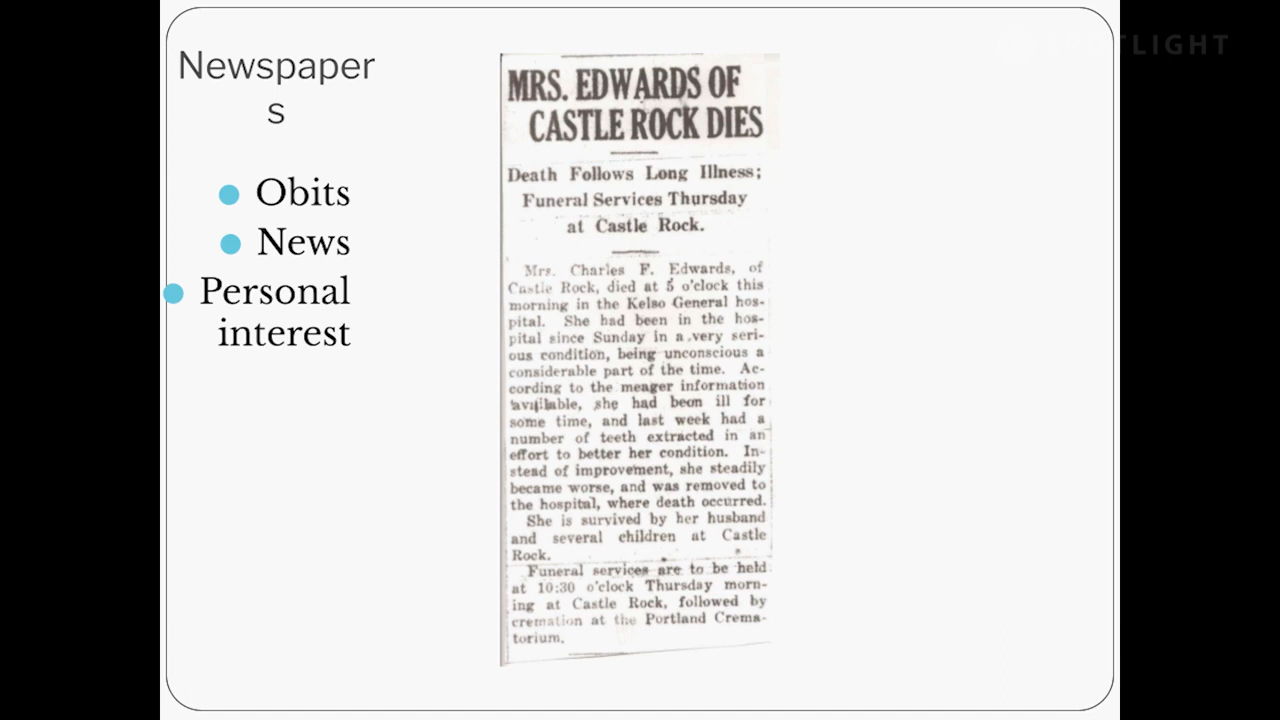 Newspaper
s
Obits
News
Personal
interest
MRS. EDWARDS OF
CASTLE ROCK DIES
Death Follows Long Illness;
Funeral Services Thursday
at Castle Rock.
Mrs. Charles F. Edwards, of
Castle Rock, died at 5 o'clock this
morning in the Kelso General hos-
pital. She had been in the hos-
pital since Sunday in a very seri-
ous condition, being unconscious a
considerable part of the time. Ac-
cording to the meager information
available, she had been ill for
some time, and last week had a
number of teeth extracted in an
effort to better her condition. In-
stead of improvement, she steadily
became worse, and was removed to
the hospital, where death occurred.
She is survived by her husband
and several children at Castle
Rock.
Funeral services are to be held
at 10:30 o'clock Thursday morn-
ing at Castle Rock, followed by
cremation at the Portland Crema-
torium.